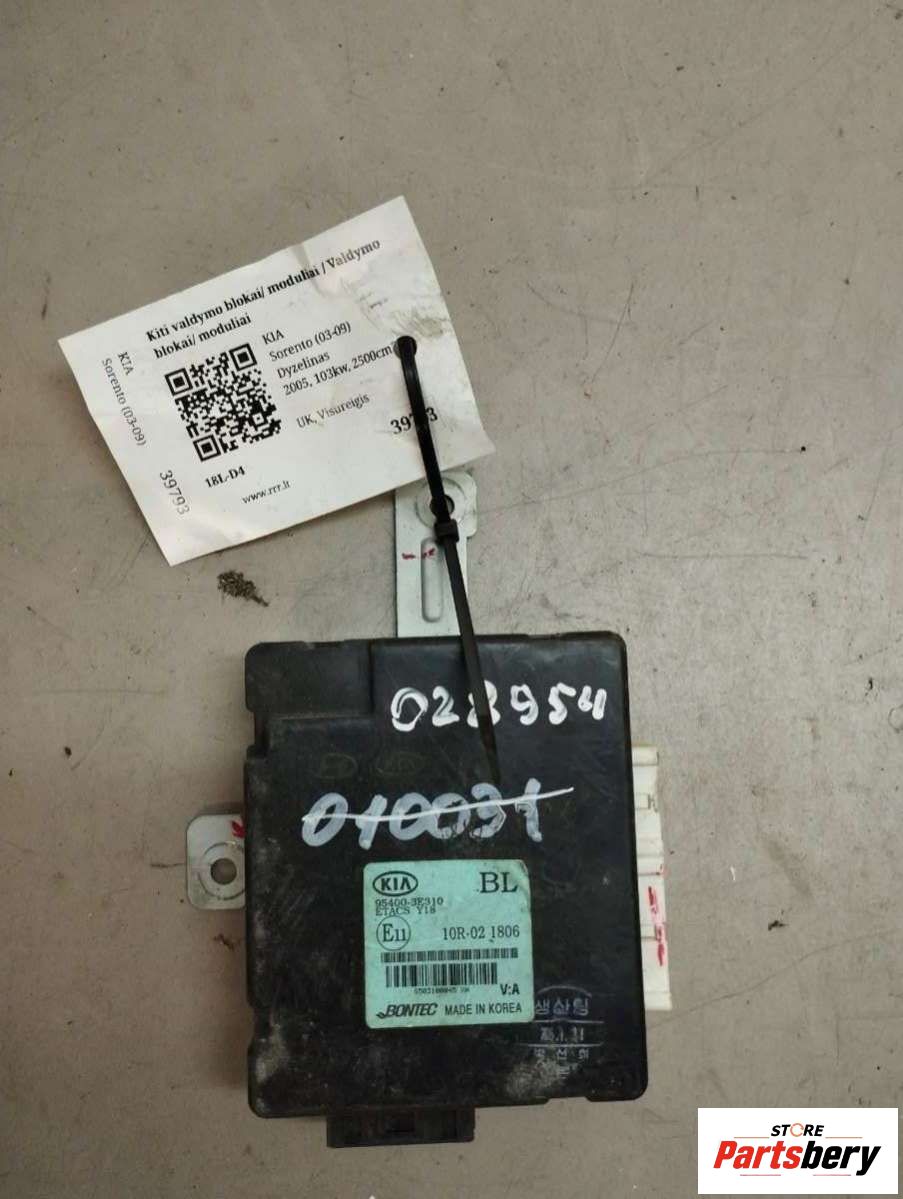 Kiti valdymo blokai/ moduliai / Valdymo
blokai/ moduliai
KIA
Sorento (03-09)
Dyzelinas
2005, 103kw, 2500cm
UK, Visureigis
39793
18L-D4
www.rrr.lt
KIA
Sorento (03-09)
39793
028954
010031
KIA
BL
95400-3E310
ETACS Y18
E11
10R-02 1806
V:A
BONTEC MADE IN KOREA
STORE
Partsbery